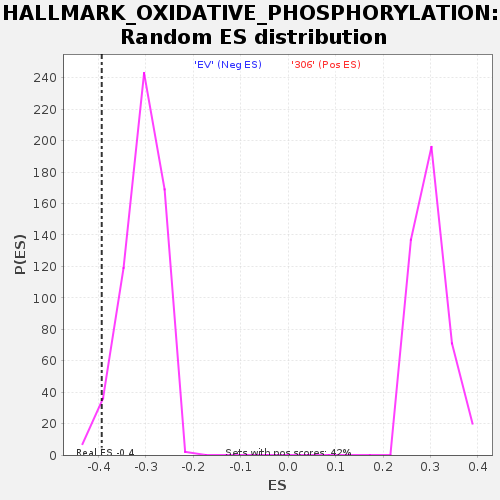 HALLMARK_OXIDATIVE_PHOSPHORYLATION:
Random ES distribution
'EV' (Neg ES) '306' (Pos ES)
P(ES)
240
220
200
180
160
140
120
100
80
60
40
20
0
Real ES -0.4
Sets with pos scores: 42%
-0.4 -0.3 -0.2 -0.1 0.0 0.1 0.2 0.3 0.4
ES